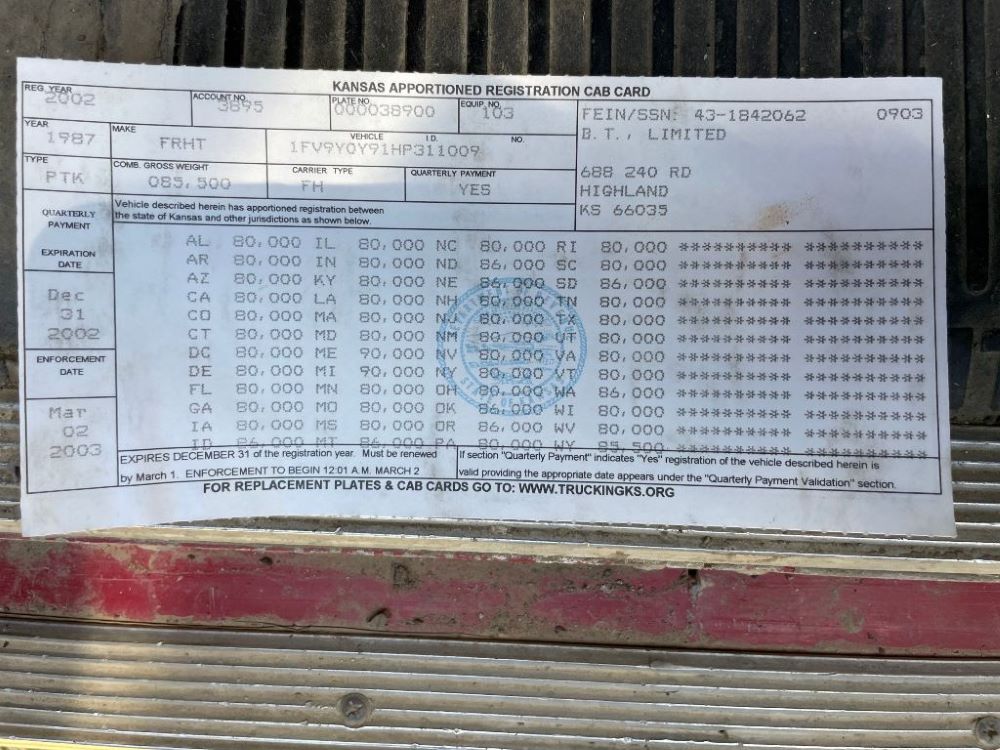 KANSAS APPORTIONED REGISTRATION CAB CARD
REG. YEAR 2002
ACCOUNT NO. 3895
PLATE NO. 000038900
EQUIP. NO. 103
FEIN/SSN: 43-1842062 0903
B.T., LIMITED
688 240 RD
HIGHLAND
KS 66035
YEAR 1987
MAKE FRHT
VEHICLE I.D. NO.
1FV9Y0Y91HP311009
TYPE PTK
COMB. GROSS WEIGHT 085,500
CARRIER TYPE FH
QUARTERLY PAYMENT YES
Vehicle described herein has apportioned registration between
the state of Kansas and other jurisdictions as shown below.
QUARTERLY
PAYMENT
EXPIRATION
DATE
Dec
31
2002
ENFORCEMENT
DATE
Mar
02
2003
AL 80,000 IL 80,000 NC 80,000 RI 80,000 ********** **********
AR 80,000 IN 80,000 ND 86,000 SC 80,000 ********** **********
AZ 80,000 KY 80,000 NE 86,000 SD 86,000 ********** **********
CA 80,000 LA 80,000 NH 80,000 TN 80,000 ********** **********
CO 80,000 MA 80,000 NJ 80,000 TX 80,000 ********** **********
CT 80,000 MD 80,000 NM 80,000 UT 80,000 ********** **********
DC 80,000 ME 90,000 NV 80,000 VA 80,000 ********** **********
DE 80,000 MI 90,000 NY 80,000 VT 80,000 ********** **********
FL 80,000 MN 80,000 OH 80,000 WA 86,000 ********** **********
GA 80,000 MO 80,000 OK 86,000 WI 80,000 ********** **********
IA 80,000 MS 80,000 OR 86,000 WV 80,000 ********** **********
ID 86,000 MT 86,000 PA 80,000 WY 85,500 ********** **********
EXPIRES DECEMBER 31 of the registration year. Must be renewed
by March 1. ENFORCEMENT TO BEGIN 12:01 A.M. MARCH 2
If section "Quarterly Payment" indicates "Yes" registration of the vehicle described herein is
valid providing the appropriate date appears under the "Quarterly Payment Validation" section.
FOR REPLACEMENT PLATES & CAB CARDS GO TO: WWW.TRUCKINGKS.ORG